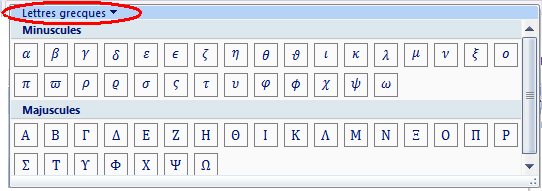 Lettres grecques
Minuscules
α β γ δ ε ϵ ζ η θ ϑ ι κ λ μ ν ξ ο
π ϖ ρ ϱ σ ς τ υ φ ϕ χ ψ ω
Majuscules
Α Β Γ Δ Ε Ζ Η Θ Ι Κ Λ Μ Ν Ξ Ο Π Ρ
Σ Τ Υ Φ Χ Ψ Ω